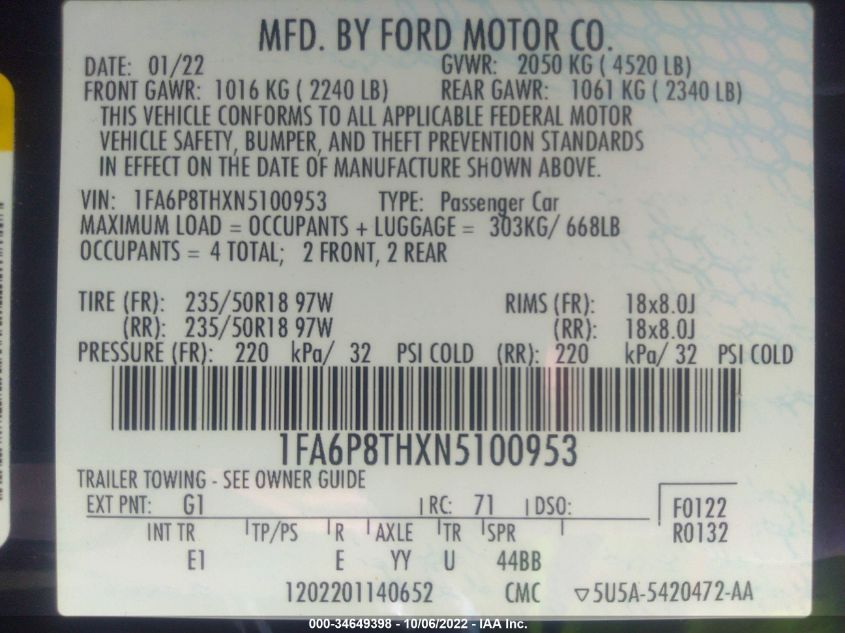 MFD. BY FORD MOTOR CO.
DATE: 01/22 GVWR: 2050 KG ( 4520 LB)
FRONT GAWR: 1016 KG ( 2240 LB) REAR GAWR: 1061 KG ( 2340 LB)
THIS VEHICLE CONFORMS TO ALL APPLICABLE FEDERAL MOTOR
VEHICLE SAFETY, BUMPER, AND THEFT PREVENTION STANDARDS
IN EFFECT ON THE DATE OF MANUFACTURE SHOWN ABOVE.
VIN: 1FA6P8THXN5100953 TYPE: Passenger Car
MAXIMUM LOAD = OCCUPANTS + LUGGAGE = 303KG/ 668LB
OCCUPANTS = 4 TOTAL; 2 FRONT, 2 REAR
TIRE (FR): 235/50R18 97W RIMS (FR): 18x8.0J
(RR): 235/50R18 97W (RR): 18x8.0J
PRESSURE (FR): 220 kPa/ 32 PSI COLD (RR): 220 kPa/ 32 PSI COLD
1FA6P8THXN5100953
TRAILER TOWING - SEE OWNER GUIDE
EXT PNT: G1 RC: 71 DSO: F0122
INT TR TP/PS R AXLE TR SPR R0132
E1 E YY U 44BB
1202201140652 CMC ▽5U5A-5420472-AA
000-34649398 - 10/06/2022 - IAA Inc.